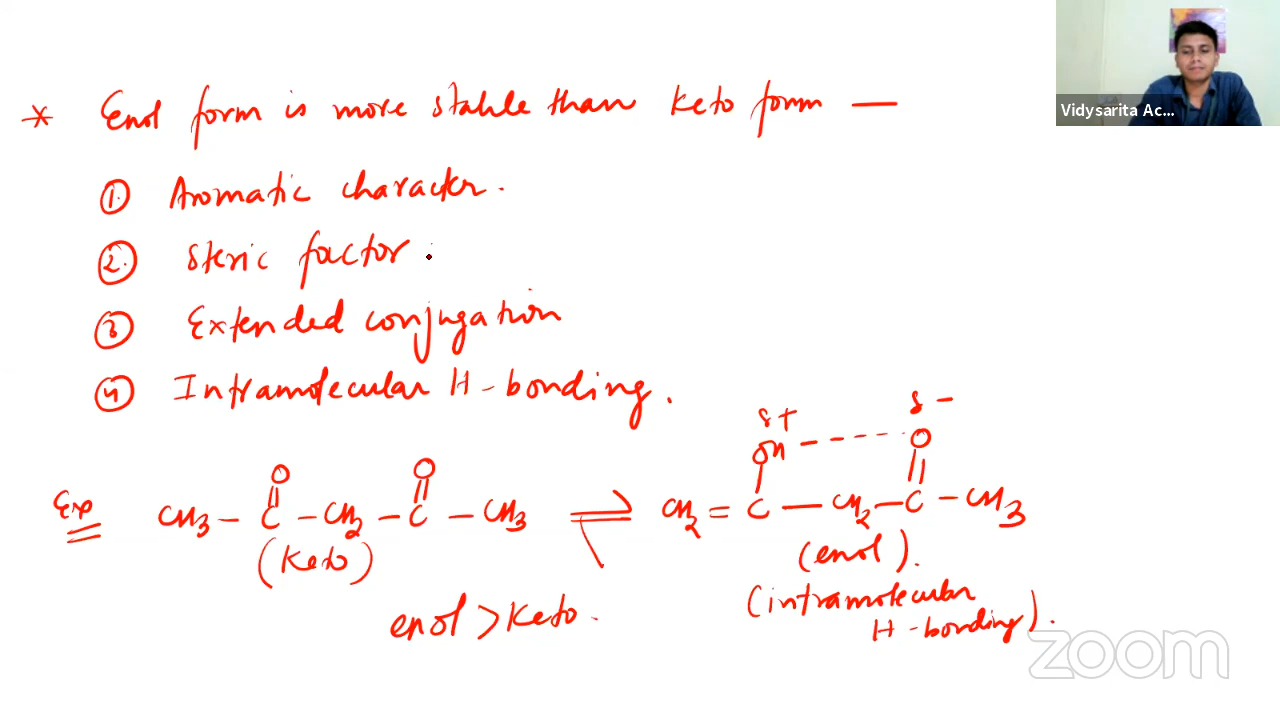 * Enol form is more stable than Keto form —
① Aromatic character.
② Steric factor.
③ Extended conjugation
④ Intramolecular H-bonding.
δ+ δ-
O O OH ----- O
Exp CH3 - C - CH2 - C - CH3 ⇌ CH2 = C - CH2 - C - CH3
(Keto) (enol).
enol > Keto. (intramolecular
H-bonding).
Vidysarita Ac...
zoom